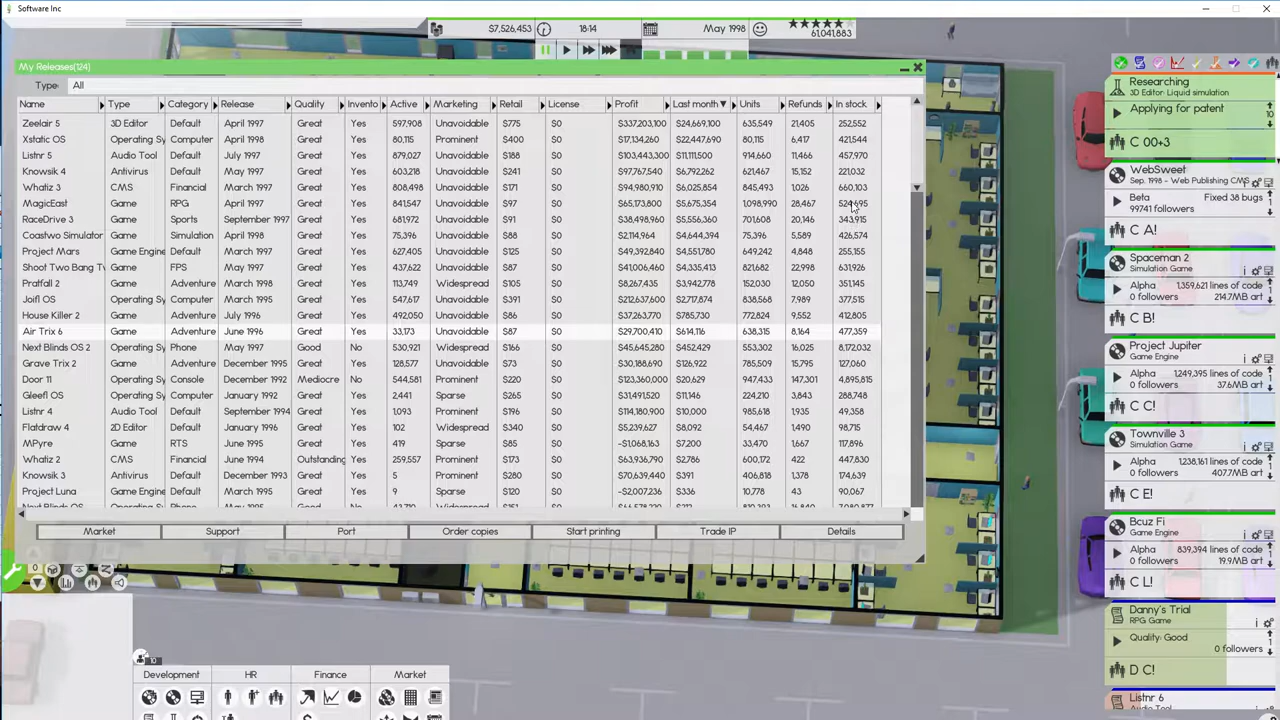 Software Inc
$7,526,453
18:14
May 1998
61,041,883
My Releases(124)
Type: All
Name Type Category Release Quality Invento Active Marketing Retail License Profit Last month Units Refunds In stock
Zeelair 5 3D Editor Default April 1997 Great Yes 597,908 Unavoidable $775 $0 $337,203,100 $24,669,100 635,549 21,405 252,552
Xstatic OS Operating Sy Computer April 1998 Great Yes 80,115 Prominent $400 $0 $17,134,260 $22,447,690 80,115 6,417 421,544
Listnr 5 Audio Tool Default July 1997 Great Yes 879,027 Unavoidable $188 $0 $103,443,300 $11,111,500 914,660 11,466 457,970
Knowsik 4 Antivirus Default August 1997 Great Yes 603,218 Unavoidable $241 $0 $97,767,540 $6,792,262 621,467 15,122 221,032
Whatiz 3 CMS Financial March 1997 Great Yes 808,498 Unavoidable $171 $0 $94,980,910 $6,025,854 845,493 1,026 660,103
MagicEast Game RPG April 1997 Great Yes 841,547 Unavoidable $97 $0 $65,173,800 $5,675,354 1,098,990 28,467 524,695
RaceDrive 3 Game Sports September 1997 Great Yes 681,972 Unavoidable $91 $0 $38,498,960 $5,556,360 701,608 20,146 343,915
Coastwo Simulator Game Simulation April 1998 Great Yes 75,396 Unavoidable $88 $0 $2,114,964 $4,644,394 75,396 5,589 426,574
Project Mars Game Engine Default April 1997 Great Yes 627,405 Unavoidable $125 $0 $49,392,840 $4,551,780 649,242 4,848 255,155
Shoot Two Bang Tw Game FPS May 1997 Great Yes 437,622 Unavoidable $87 $0 $41,006,460 $4,335,413 821,682 22,998 631,926
Pratfall 2 Game Adventure March 1998 Great Yes 113,749 Widespread $105 $0 $8,267,435 $3,942,778 152,030 12,050 351,145
Joifl OS Operating Sy Computer March 1995 Great Yes 547,617 Unavoidable $391 $0 $212,637,600 $2,717,874 838,568 7,989 377,515
House Killer 2 Game Adventure February 1997 Great Yes 492,050 Unavoidable $86 $0 $37,263,770 $785,730 772,824 9,552 412,805
Air Trix 6 Game Adventure June 1996 Great Yes 33,173 Unavoidable $87 $0 $29,700,410 $614,116 638,315 8,164 477,359
Next Blinds OS 2 Operating Sy Phone May 1997 Good No 530,921 Widespread $166 $0 $45,645,280 $452,429 553,302 16,025 8,172,032
Grave Trix 2 Game Adventure December 1995 Great Yes 128,577 Widespread $73 $0 $30,188,690 $126,922 785,509 15,795 127,060
Door 11 Operating Sy Console December 1992 Mediocre No 544,581 Prominent $220 $0 $123,360,000 $20,629 947,433 147,301 4,895,815
Gleefl OS Operating Sy Computer January 1992 Great Yes 2,441 Sparse $265 $0 $31,491,520 $11,146 224,230 3,843 288,748
Listnr 4 Audio Tool Default September 1994 Great Yes 1,093 Prominent $196 $0 $114,180,900 $10,000 985,618 1,935 49,358
Flatdraw 4 2D Editor Default May 1995 Great Yes 102 Widespread $340 $0 $5,239,627 $8,092 54,467 1,490 98,715
MPyre Game RTS June 1995 Great Yes 419 Sparse $85 $0 -$1,068,163 $7,200 33,470 1,667 117,896
Whatiz 2 CMS Financial June 1994 Outstanding Yes 259,557 Prominent $173 $0 $63,936,790 $2,786 600,172 422 447,830
Knowsik 3 Antivirus Default December 1993 Great Yes 5 Prominent $280 $0 $70,639,440 $391 406,818 1,378 174,639
Project Luna Game Engine Default March 1995 Great Yes 9 Sparse $120 $0 -$2,007,236 $336 10,778 43 90,067
Market Support Port Order copies Start printing Trade IP Details
10
Development HR Finance Market
Researching
3D Editor: Liquid simulation
Applying for patent
10
C 00+3
WebSweet
Sep. 1998 - Web Publishing CMS
Beta Fixed 38 bugs
99741 followers
1
C A!
Spaceman 2
Simulation Game
Alpha 1,359,621 lines of code
0 followers 214.7MB art
1
C B!
Project Jupiter
Game Engine
Alpha 1,249,395 lines of code
0 followers 37.6MB art
1
C C!
Townville 3
Simulation Game
Alpha 1,238,161 lines of code
0 followers 407.7MB art
1
C E!
Bcuz Fi
Game Engine
Alpha 839,394 lines of code
0 followers 19.9MB art
1
C L!
Danny's Trial
RPG Game
Quality: Good
0 followers
1
D C!
Listnr 6
Audio Tool